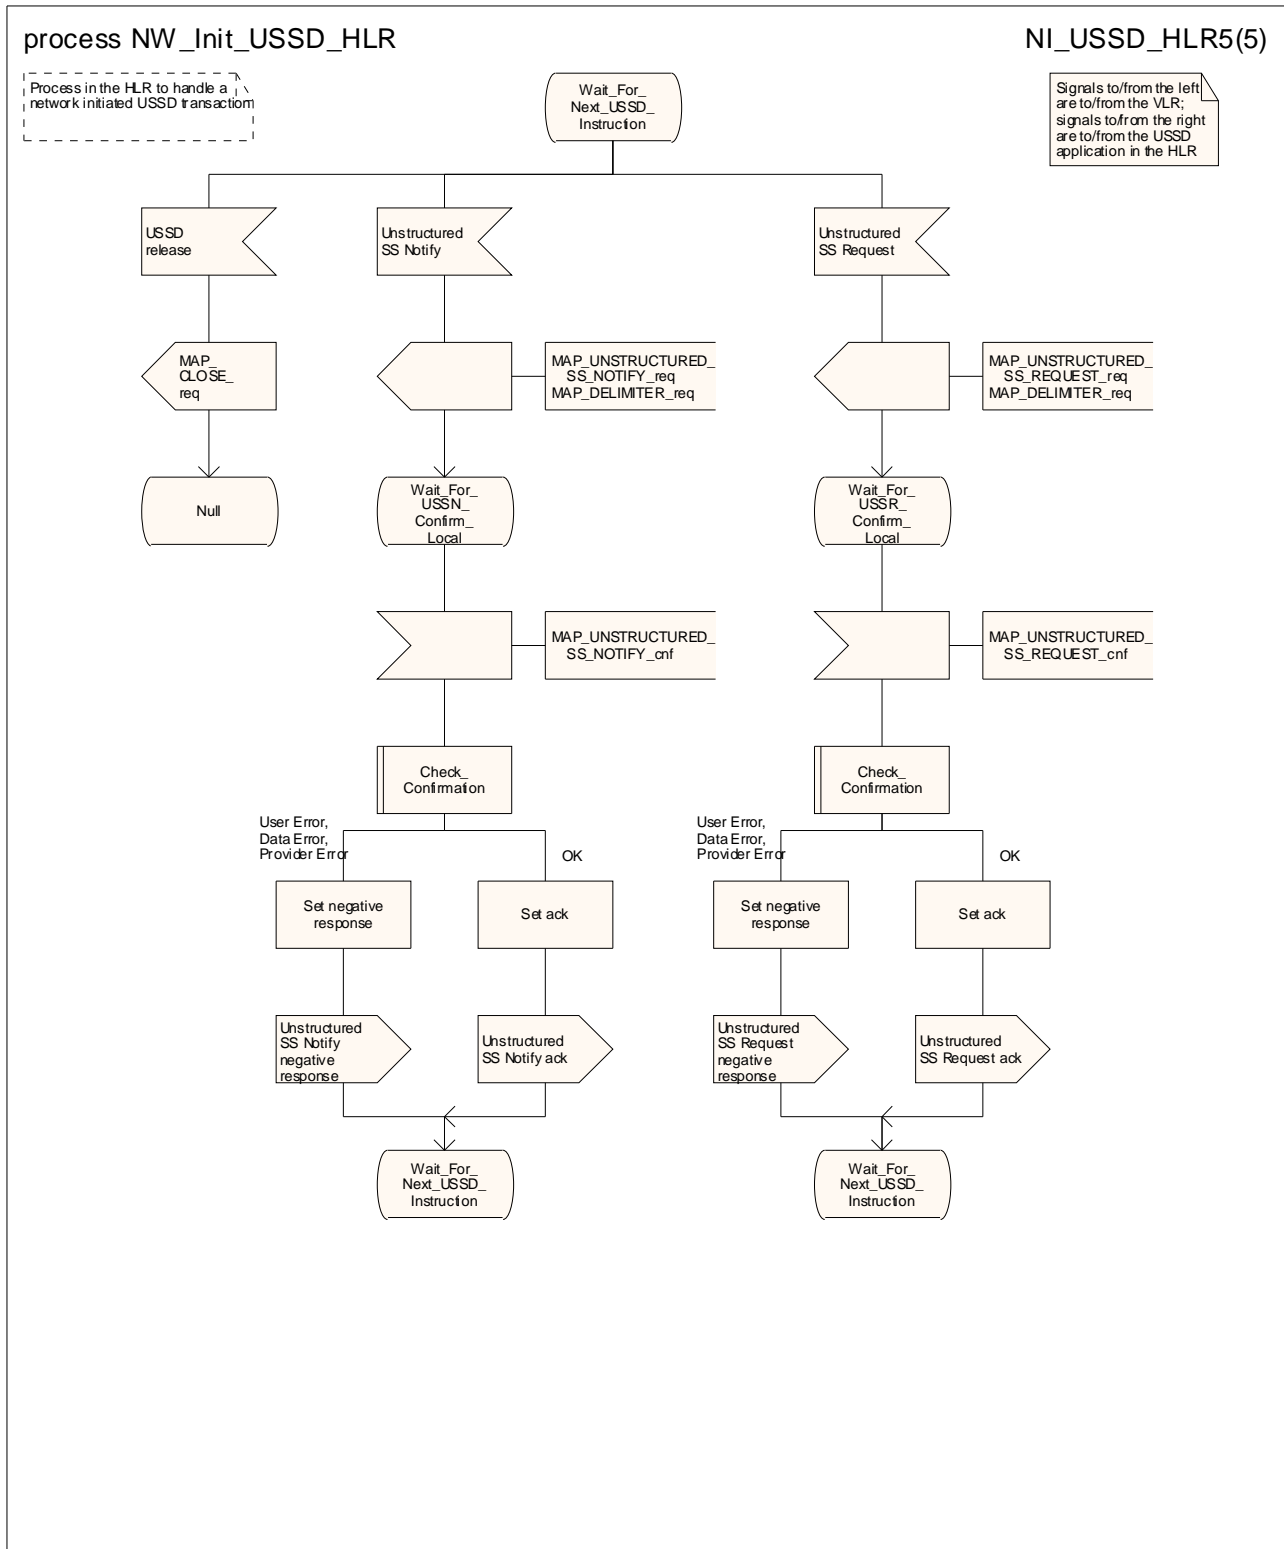 process NW_Init_USSD_HLR
NI_USSD_HLR5(5)
Process in the HLR to handle a
network initiated USSD transaction
Signals to/from the left
are to/from the VLR;
signals to/from the right
are to/from the USSD
application in the HLR
Wait_For_
Next_USSD_
Instruction
USSD
release
Unstructured
SS Notify
Unstructured
SS Request
MAP_
CLOSE_
req
MAP_UNSTRUCTURED_
SS_NOTIFY_req
MAP_DELIMITER_req
MAP_UNSTRUCTURED_
SS_REQUEST_req
MAP_DELIMITER_req
Null
Wait_For_
USSN_
Confirm_
Local
Wait_For_
USSR_
Confirm_
Local
MAP_UNSTRUCTURED_
SS_NOTIFY_cnf
MAP_UNSTRUCTURED_
SS_REQUEST_cnf
Check_
Confirmation
Check_
Confirmation
User Error,
Data Error,
Provider Error
OK
User Error,
Data Error,
Provider Error
OK
Set negative
response
Set ack
Set negative
response
Set ack
Unstructured
SS Notify
negative
response
Unstructured
SS Notify ack
Unstructured
SS Request
negative
response
Unstructured
SS Request ack
Wait_For_
Next_USSD_
Instruction
Wait_For_
Next_USSD_
Instruction